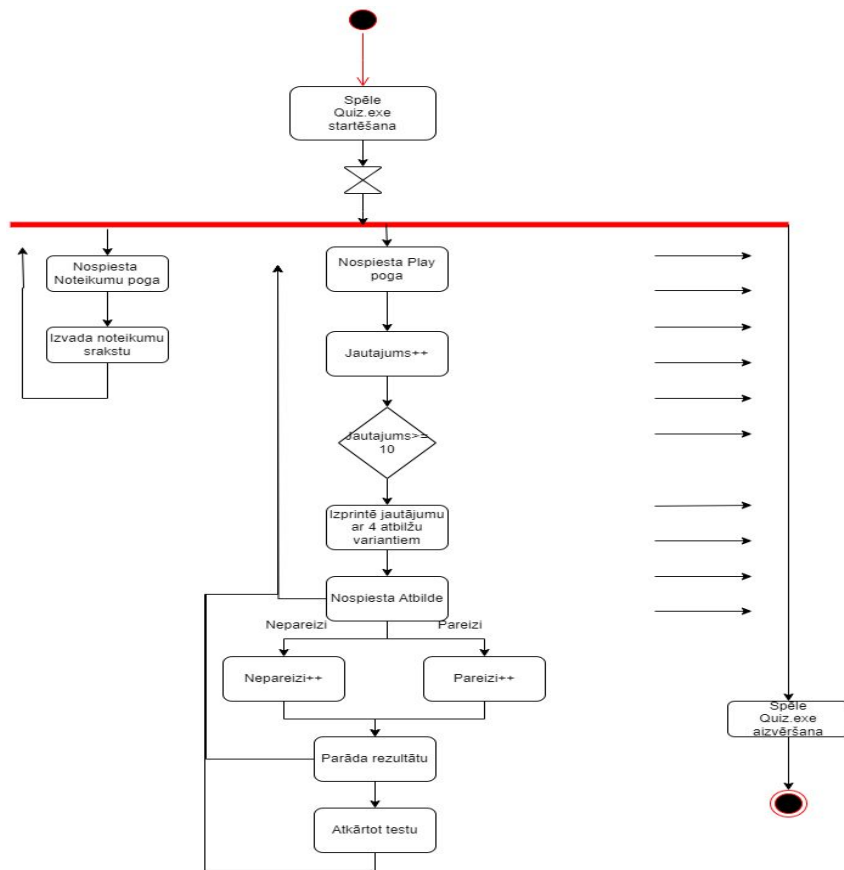 Spēle
Quiz.exe
startēšana
Nospiesta
Noteikumu poga
Izvada noteikumu
srakstu
Nospiesta Play
poga
Jautajums++
Jautajums>=
10
Izprintē jautājumu
ar 4 atbilžu
variantiem
Nospiesta Atbilde
Nepareizi
Pareizi
Nepareizi++
Pareizi++
Parāda rezultātu
Atkārtot testu
Spēle
Quiz.exe
aizvēršana